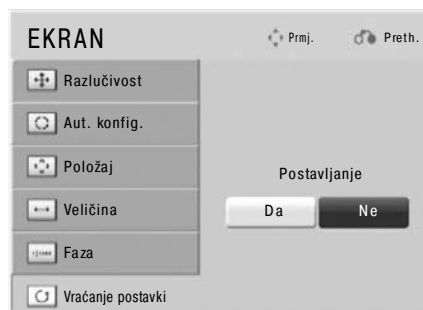 EKRAN
Prmj.
Preth.
Razlučivost
Aut. konfig.
Položaj
Veličina
Faza
Vraćanje postavki
Postavljanje
Da
Ne